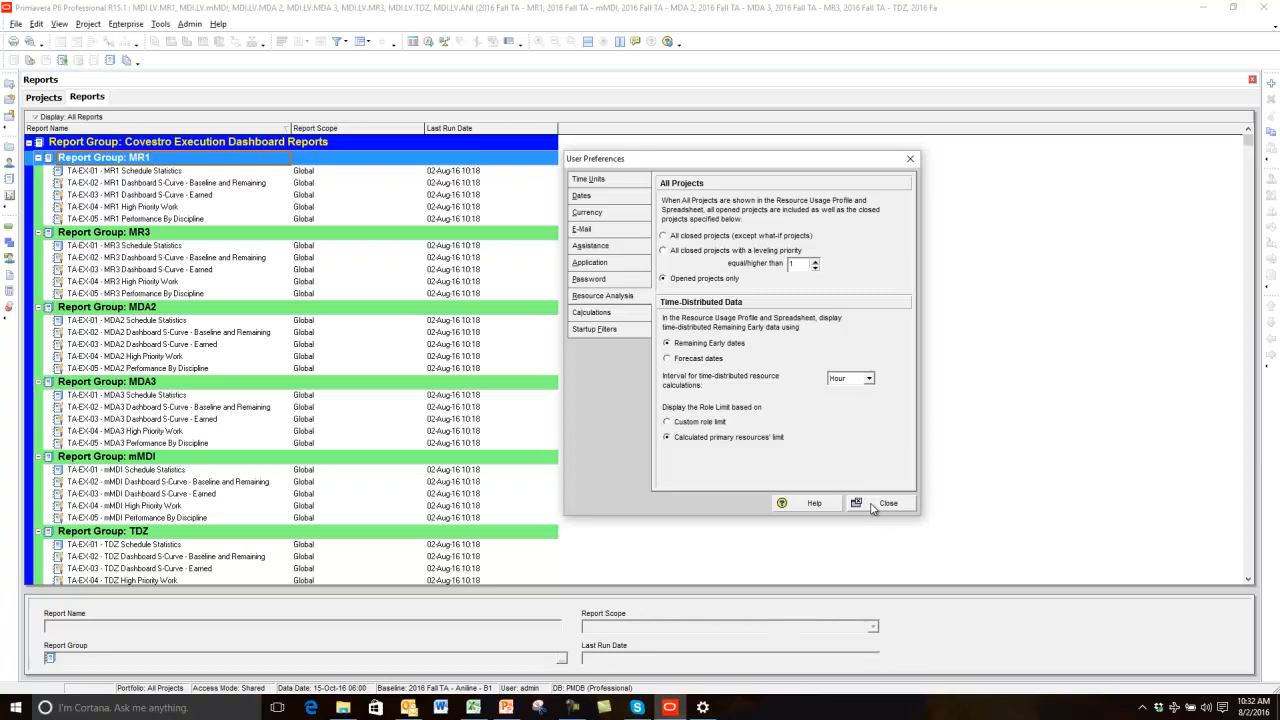 Primavera P6 Professional R15.1: MDI.LV.MR1, MDI.LV.mMDI, MDI.LV.MDA 2, MDI.LV.MDA 3, MDI.LV.MR3, MDI.LV.TDZ, MDI.LV.ANI (2016 Fall TA - MR1, 2016 Fall TA - mMDI, 2016 Fall TA - MDA 2, 2016 Fall TA - MDA 3, 2016 Fall TA - MR3, 2016 Fall TA - TDZ, 2016 Fa
File Edit View Project Enterprise Tools Admin Help
Reports
Projects Reports
Display: All Reports
Report Name Report Scope Last Run Date
Report Group: Covestro Execution Dashboard Reports
Report Group: MR1
TA-EX-01 - MR1 Schedule Statistics Global 02-Aug-16 10:18
TA-EX-02 - MR1 Dashboard S-Curve - Baseline and Remaining Global 02-Aug-16 10:18
TA-EX-03 - MR1 Dashboard S-Curve - Earned Global 02-Aug-16 10:18
TA-EX-04 - MR1 High Priority Work Global 02-Aug-16 10:18
TA-EX-05 - MR1 Performance By Discipline Global 02-Aug-16 10:18
Report Group: MR3
TA-EX-01 - MR3 Schedule Statistics Global 02-Aug-16 10:18
TA-EX-02 - MR3 Dashboard S-Curve - Baseline and Remaining Global 02-Aug-16 10:18
TA-EX-03 - MR3 Dashboard S-Curve - Earned Global 02-Aug-16 10:18
TA-EX-04 - MR3 High Priority Work Global 02-Aug-16 10:18
TA-EX-05 - MR3 Performance By Discipline Global 02-Aug-16 10:18
Report Group: MDA2
TA-EX-01 - MDA2 Schedule Statistics Global 02-Aug-16 10:18
TA-EX-02 - MDA2 Dashboard S-Curve - Baseline and Remaining Global 02-Aug-16 10:18
TA-EX-03 - MDA2 Dashboard S-Curve - Earned Global 02-Aug-16 10:18
TA-EX-04 - MDA2 High Priority Work Global 02-Aug-16 10:18
TA-EX-05 - MDA2 Performance By Discipline Global 02-Aug-16 10:18
Report Group: MDA3
TA-EX-01 - MDA3 Schedule Statistics Global 02-Aug-16 10:18
TA-EX-02 - MDA3 Dashboard S-Curve - Baseline and Remaining Global 02-Aug-16 10:18
TA-EX-03 - MDA3 Dashboard S-Curve - Earned Global 02-Aug-16 10:18
TA-EX-04 - MDA3 High Priority Work Global 02-Aug-16 10:18
TA-EX-05 - MDA3 Performance By Discipline Global 02-Aug-16 10:18
Report Group: mMDI
TA-EX-01 - mMDI Schedule Statistics Global 02-Aug-16 10:18
TA-EX-02 - mMDI Dashboard S-Curve - Baseline and Remaining Global 02-Aug-16 10:18
TA-EX-03 - mMDI Dashboard S-Curve - Earned Global 02-Aug-16 10:18
TA-EX-04 - mMDI High Priority Work Global 02-Aug-16 10:18
TA-EX-05 - mMDI Performance By Discipline Global 02-Aug-16 10:18
Report Group: TDZ
TA-EX-01 - TDZ Schedule Statistics Global 02-Aug-16 10:18
TA-EX-02 - TDZ Dashboard S-Curve - Baseline and Remaining Global 02-Aug-16 10:18
TA-EX-03 - TDZ Dashboard S-Curve - Earned Global 02-Aug-16 10:18
TA-EX-04 - TDZ High Priority Work Global 02-Aug-16 10:18
User Preferences
Time Units
Dates
Currency
E-Mail
Assistance
Application
Password
Resource Analysis
Calculations
Startup Filters
All Projects
When All Projects are shown in the Resource Usage Profile and
Spreadsheet, all opened projects are included as well as the closed
projects specified below.
All closed projects (except what-if projects)
All closed projects with a leveling priority
equal/higher than 1
Opened projects only
Time-Distributed Data
In the Resource Usage Profile and Spreadsheet, display
time-distributed Remaining Early data using
Remaining Early dates
Forecast dates
Interval for time-distributed resource
calculations: Hour
Display the Role Limit based on
Custom role limit
Calculated primary resources' limit
Help Close
Report Name Report Scope
Report Group Last Run Date
Portfolio: All Projects Access Mode: Shared Data Date: 15-Oct-16 06:00 Baseline: 2016 Fall TA - Aniline - B1 User: admin DB: PMDB (Professional)
I'm Cortana. Ask me anything.
10:32 AM
8/2/2016